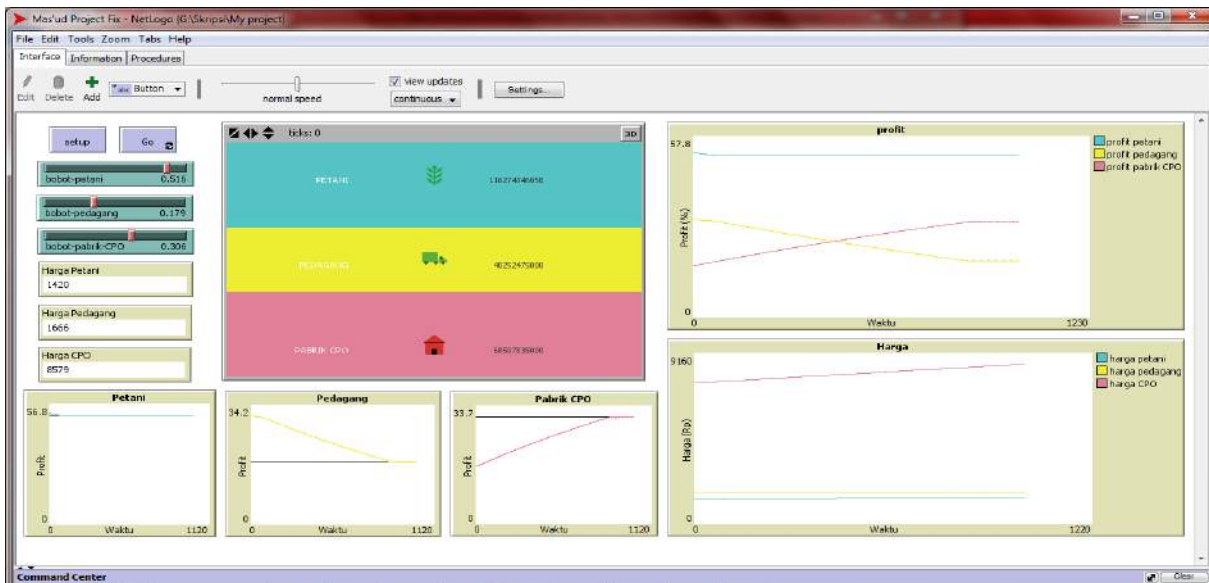 Mas'ud Project Fix - NetLogo {G:\Skripsi\My project}
File Edit Tools Zoom Tabs Help
Interface Information Procedures
Edit Delete Add abc Button normal speed view updates continuous Settings...
setup Go
bobot-petani 0.516
bobot-pedagang 0.179
bobot-pabrik-CPO 0.306
Harga Petani
1420
Harga Pedagang
1666
Harga CPO
8579
ticks: 0 3D
PETANI
PEDAGANG
PABRIK CPO
profit
57.8
Profit (%)
0
0 Waktu 1230
profit petani
profit pedagang
profit pabrik CPO
Harga
9160
Harga (Rp)
0
0 Waktu 1220
harga petani
harga pedagang
harga CPO
Petani
56.8
Profit
0
0 Waktu 1120
Pedagang
34.2
Profit
0
0 Waktu 1120
Pabrik CPO
33.7
Profit
0
0 Waktu 1120
Command Center Clear